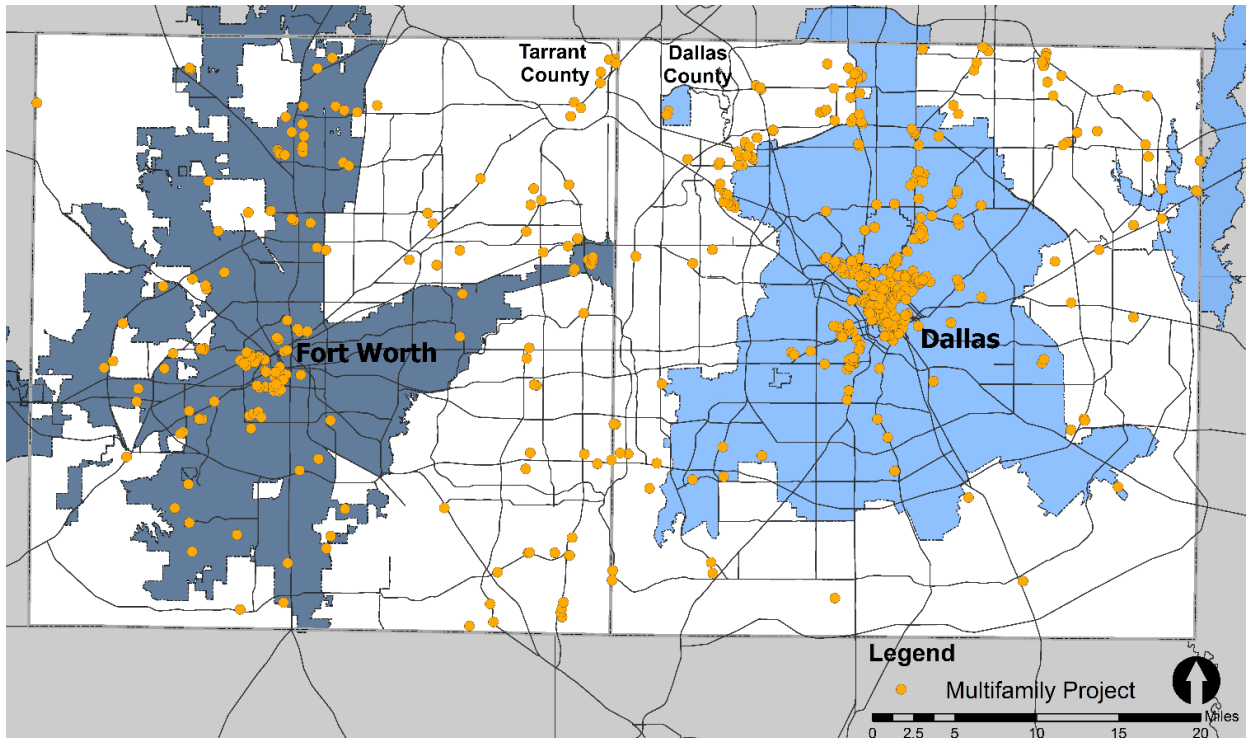 Tarrant
County
Dallas
County
Fort Worth
Dallas
Legend
Multifamily Project
Miles
0 2.5 5 10 15 20